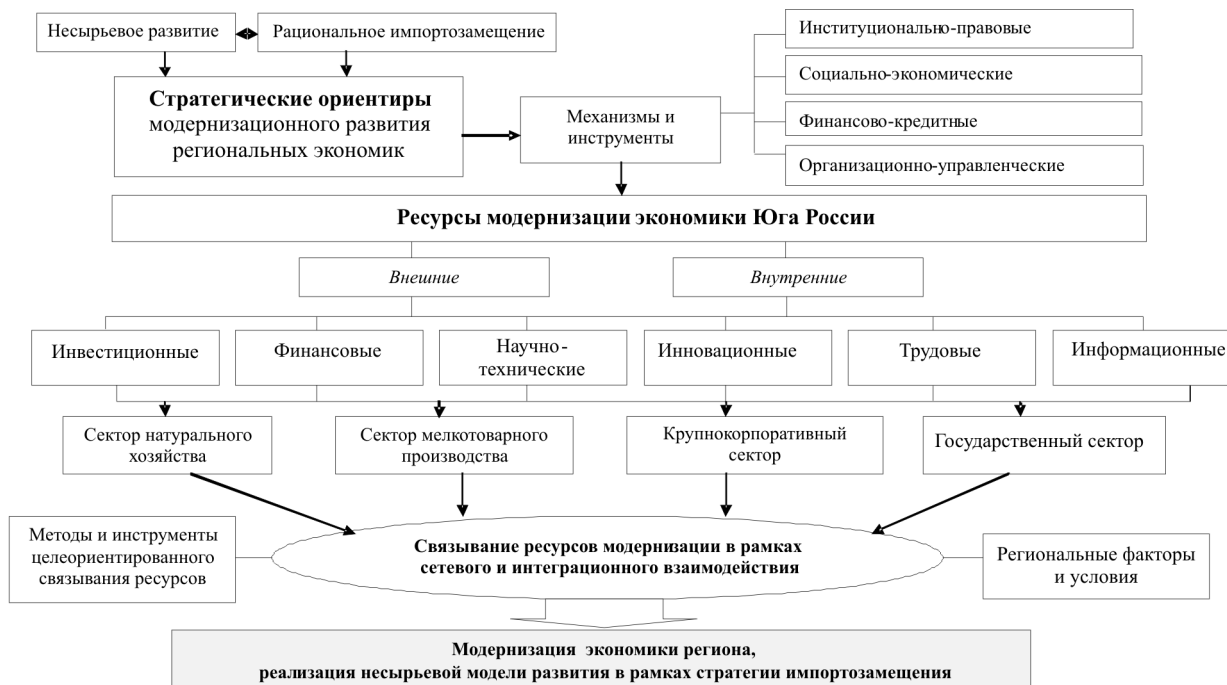 Несырьевое развитие
Рациональное импортозамещение
Стратегические ориентиры
модернизационного развития
региональных экономик
Механизмы и
инструменты
Институционально-правовые
Социально-экономические
Финансово-кредитные
Организационно-управленческие
Ресурсы модернизации экономики Юга России
Внешние
Внутренние
Инвестиционные
Финансовые
Научно-
технические
Инновационные
Трудовые
Информационные
Сектор натурального
хозяйства
Сектор мелкотоварного
производства
Крупнокорпоративный
сектор
Государственный сектор
Методы и инструменты
целеориентированного
связывания ресурсов
Связывание ресурсов модернизации в рамках
сетевого и интеграционного взаимодействия
Региональные факторы
и условия
Модернизация экономики региона,
реализация несырьевой модели развития в рамках стратегии импортозамещения